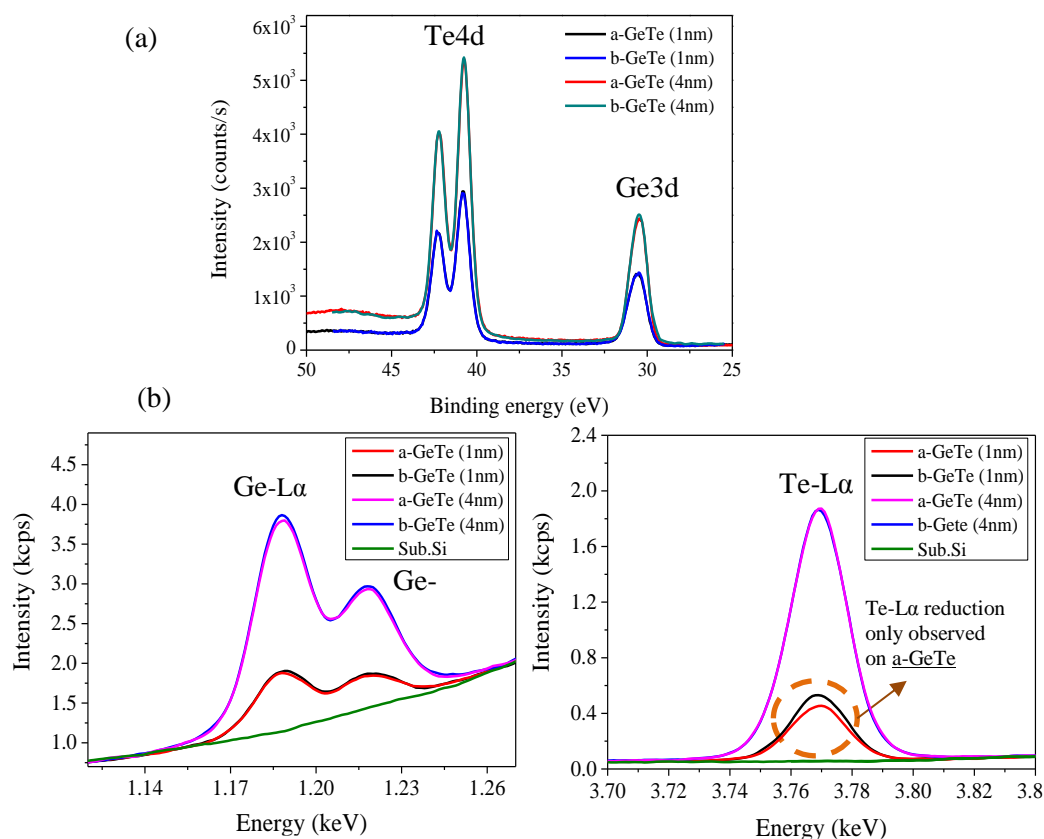 (a)
Te4d
Ge3d
a-GeTe (1nm)
b-GeTe (1nm)
a-GeTe (4nm)
b-GeTe (4nm)
6x10³
5x10³
4x10³
3x10³
2x10³
1x10³
0
Intensity (counts/s)
50
45
40
35
30
25
Binding energy (eV)
(b)
Ge-Lα
Ge-
a-GeTe (1nm)
b-GeTe (1nm)
a-GeTe (4nm)
b-GeTe (4nm)
Sub.Si
4.5
4.0
3.5
3.0
2.5
2.0
1.5
1.0
Intensity (kcps)
1.14
1.17
1.20
1.23
1.26
Energy (keV)
Te-Lα
a-GeTe (1nm)
b-GeTe (1nm)
a-GeTe (4nm)
b-Gete (4nm)
Sub.Si
Te-Lα reduction
only observed
on a-GeTe
2.4
2.0
1.6
1.2
0.8
0.4
0.0
Intensity (kcps)
3.70
3.72
3.74
3.76
3.78
3.80
3.82
3.8
Energy (keV)